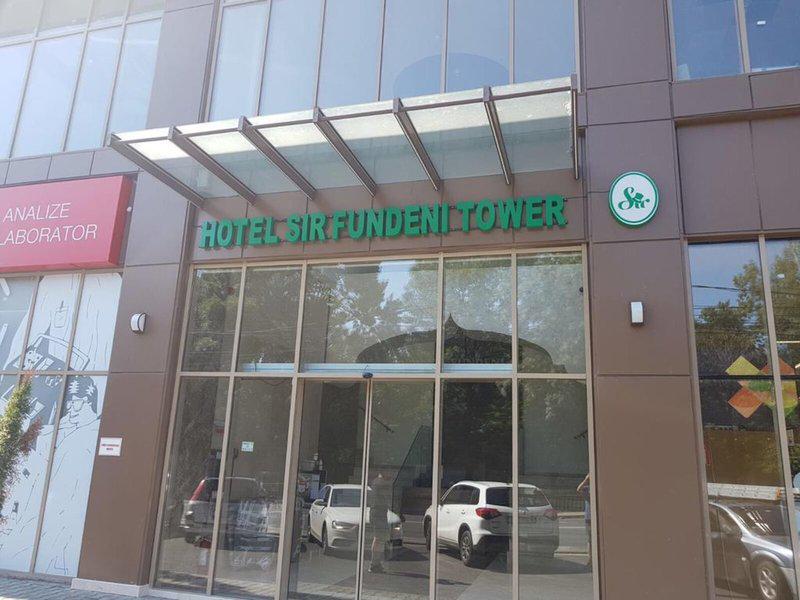 ANALIZE
LABORATOR
HOTEL SIR FUNDENI TOWER
Sir